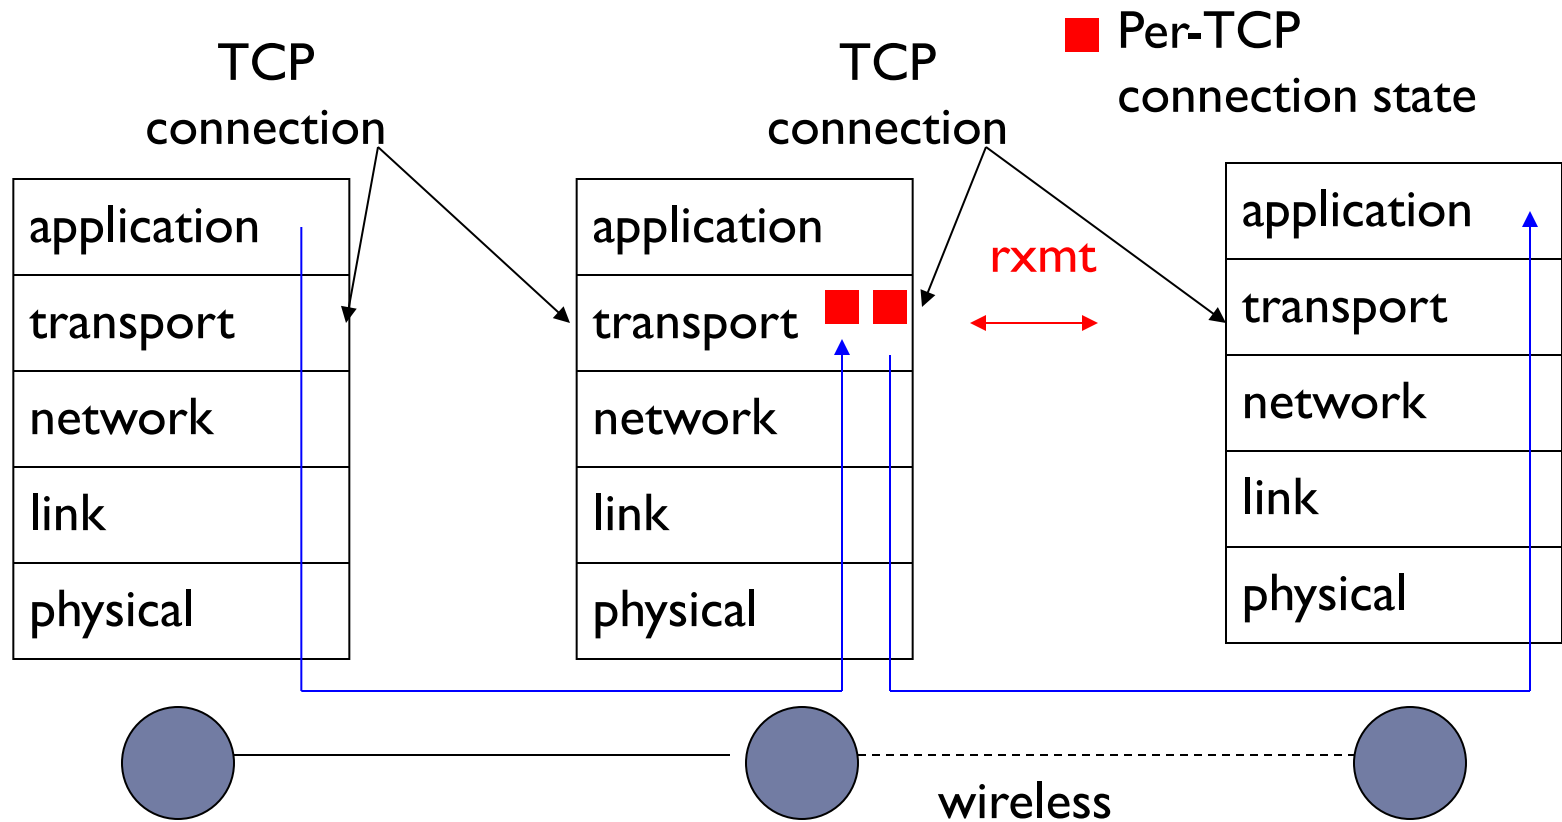 TCP
connection
TCP
connection
Per-TCP
connection state
application
transport
network
link
physical
application
transport
network
link
physical
rxmt
application
transport
network
link
physical
wireless